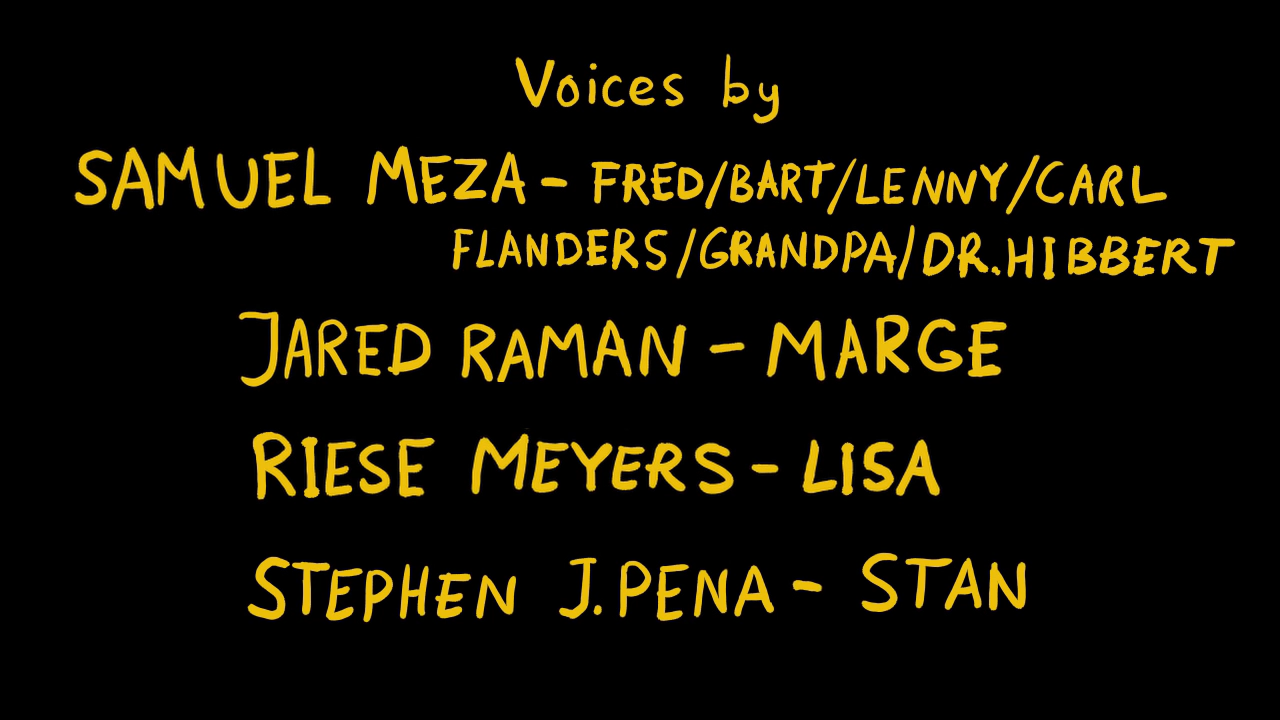 Voices by
SAMUEL MEZA - FRED/BART/LENNY/CARL
FLANDERS/GRANDPA/DR.HIBBERT
JARED RAMAN - MARGE
RIESE MEYERS - LISA
STEPHEN J.PENA - STAN